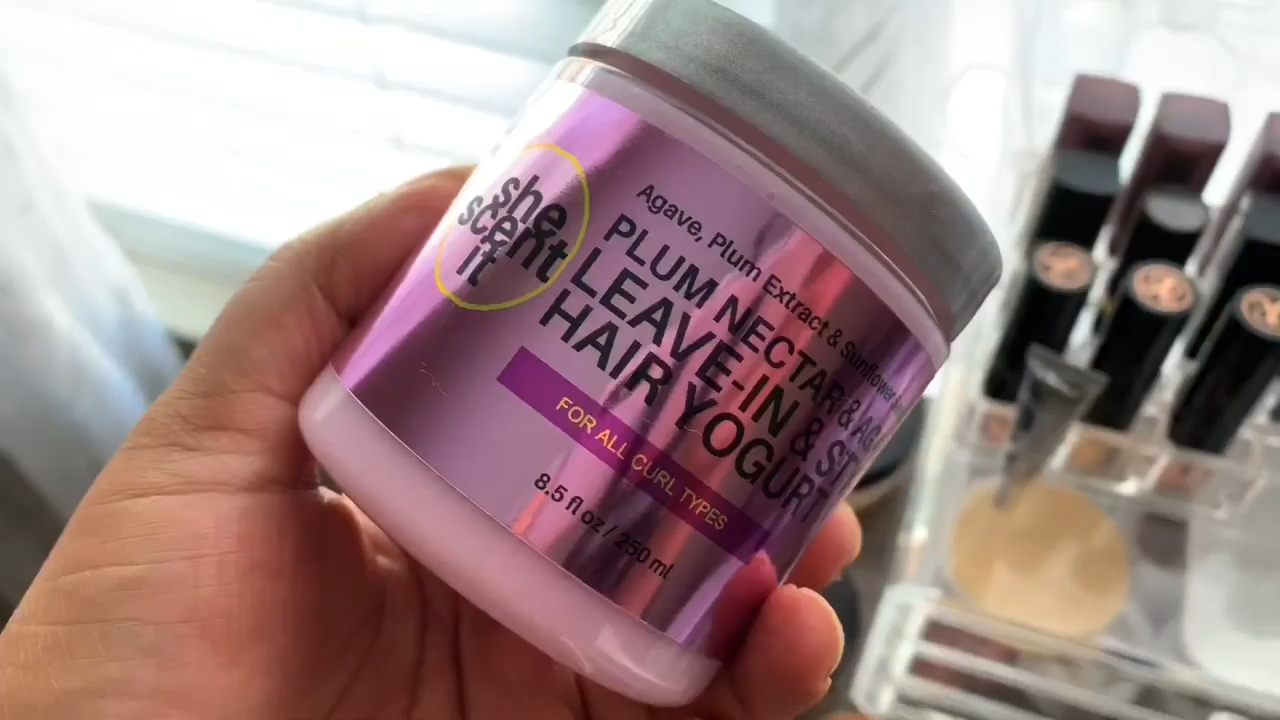 she
scent
it
Agave, Plum Extract & Sunflower
PLUM NECTAR & AG
LEAVE-IN & ST
HAIR YOGURT
FOR ALL CURL TYPES
8.5 fl oz / 250 ml